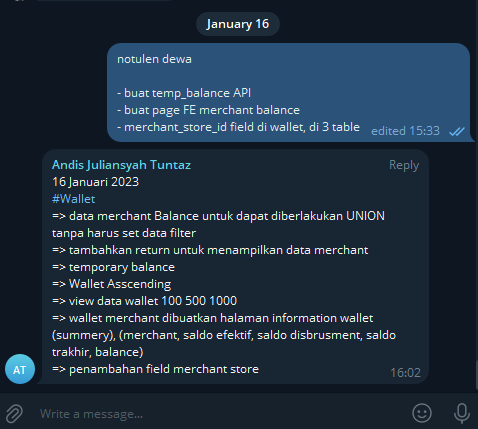 January 16
notulen dewa
- buat temp_balance API
- buat page FE merchant balance
- merchant_store_id field di wallet, di 3 table
edited 15:33
Andis Juliansyah Tuntaz
Reply
16 Januari 2023
#Wallet
=> data merchant Balance untuk dapat diberlakukan UNION
tanpa harus set data filter
=> tambahkan return untuk menampilkan data merchant
=> temporary balance
=> Wallet Asscending
=> view data wallet 100 500 1000
=> wallet merchant dibuatkan halaman information wallet
(summery), (merchant, saldo efektif, saldo disbrusment, saldo
trakhir, balance)
=> penambahan field merchant store
16:02
AT
Write a message...